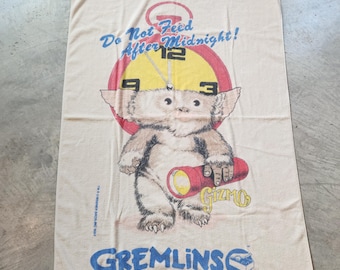 Do Not Feed
After Midnight!
12
9 3
GIZMO
GREMLINS